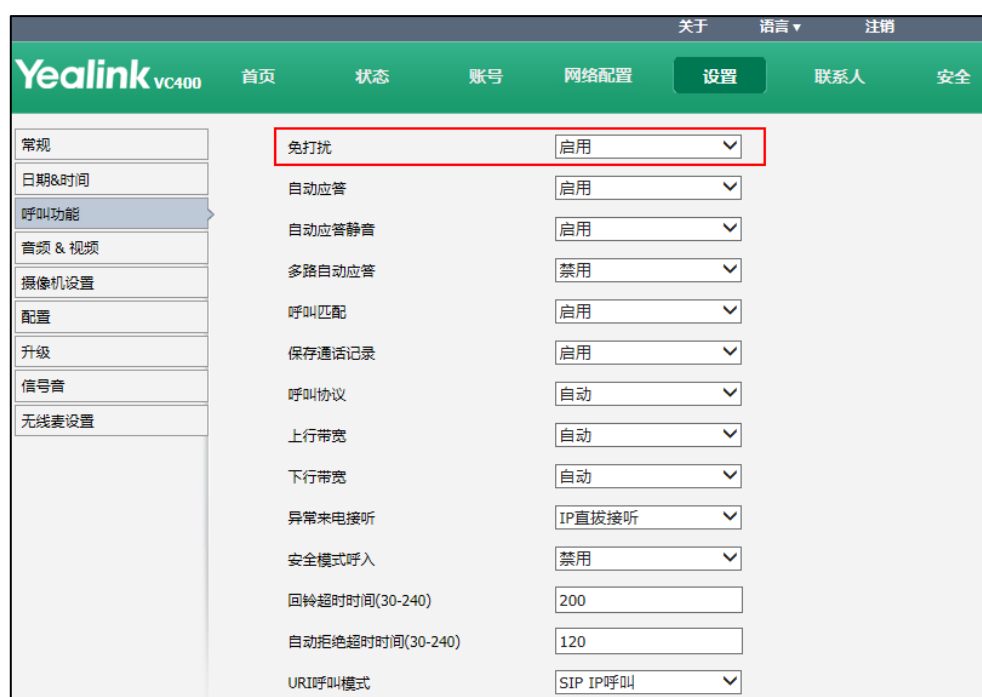 关于 语言▼ 注销
Yealink VC400 首页 状态 账号 网络配置 设置 联系人 安全
常规
日期&时间
呼叫功能
音频 & 视频
摄像机设置
配置
升级
信号音
无线麦设置
免打扰 启用
自动应答 启用
自动应答静音 启用
多路自动应答 禁用
呼叫匹配 启用
保存通话记录 启用
呼叫协议 自动
上行带宽 自动
下行带宽 自动
异常来电接听 IP直拔接听
安全模式呼入 禁用
回铃超时时间(30-240) 200
自动拒绝超时时间(30-240) 120
URI呼叫模式 SIP IP呼叫